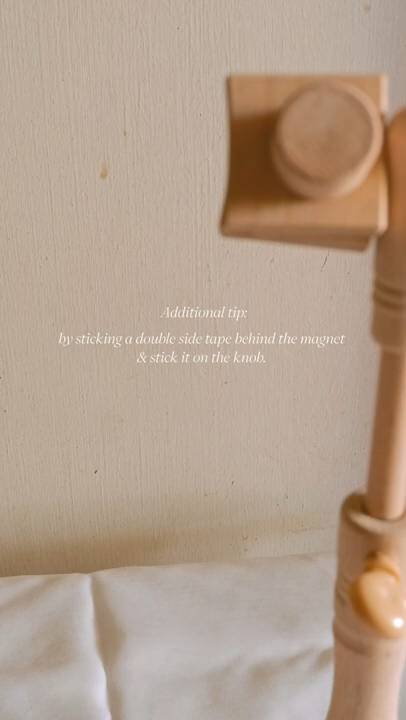 Additional tip:
by sticking a double side tape behind the magnet
& stick it on the knob.